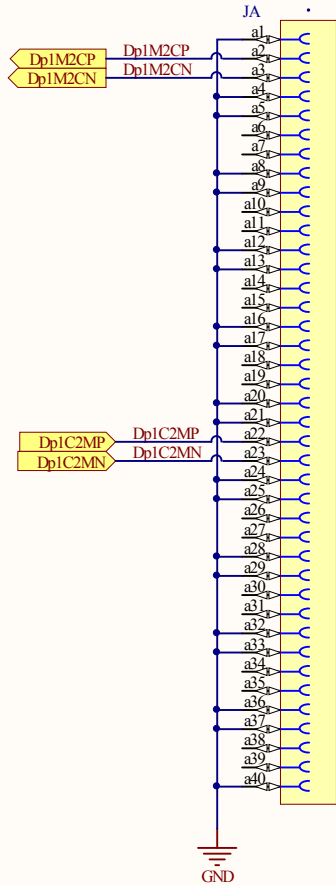 JA
a1
Dp1M2CP Dp1M2CP a2
Dp1M2CN Dp1M2CN a3
a4
a5
a6
a7
a8
a9
a10
a11
a12
a13
a14
a15
a16
a17
a18
a19
a20
a21
Dp1C2MP Dp1C2MP a22
Dp1C2MN Dp1C2MN a23
a24
a25
a26
a27
a28
a29
a30
a31
a32
a33
a34
a35
a36
a37
a38
a39
a40
GND